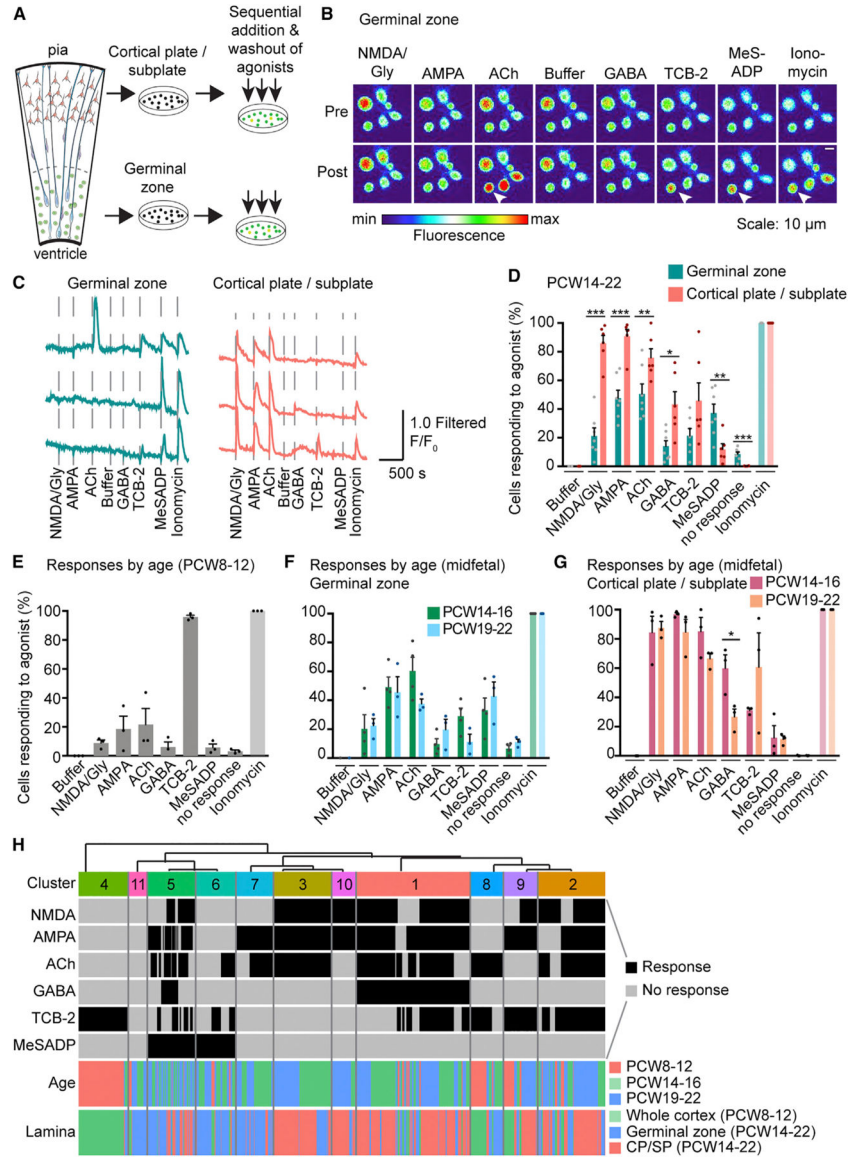 A
pia
Cortical plate /
subplate
Sequential
addition &
washout of
agonists
Germinal
zone
ventricle
B
Germinal zone
NMDA/
Gly
AMPA
ACh
Buffer
GABA
TCB-2
MeS-
ADP
Iono-
mycin
Pre
Post
min
max
Fluorescence
Scale: 10 µm
C
Germinal zone
Cortical plate / subplate
1.0 Filtered
F/F0
500 s
NMDA/Gly
AMPA
ACh
Buffer
GABA
TCB-2
MeSADP
Ionomycin
NMDA/Gly
AMPA
ACh
Buffer
GABA
TCB-2
MeSADP
Ionomycin
D
PCW14-22
Germinal zone
Cortical plate / subplate
Cells responding to agonist (%)
100
80
60
40
20
0
*** *** ** * ** ***
Buffer
NMDA/Gly
AMPA
ACh
GABA
TCB-2
MeSADP
no response
Ionomycin
E
Responses by age (PCW8-12)
Cells responding to agonist (%)
100
80
60
40
20
0
Buffer
NMDA/Gly
AMPA
ACh
GABA
TCB-2
MeSADP
no response
Ionomycin
F
Responses by age (midfetal)
Germinal zone
PCW14-16
PCW19-22
100
80
60
40
20
0
Buffer
NMDA/Gly
AMPA
ACh
GABA
TCB-2
MeSADP
no response
Ionomycin
G
Responses by age (midfetal)
Cortical plate / subplate
PCW14-16
PCW19-22
100
80
60
40
20
0
*
Buffer
NMDA/Gly
AMPA
ACh
GABA
TCB-2
MeSADP
no response
Ionomycin
H
Cluster
4 11 5 6 7 3 10 1 8 9 2
NMDA
AMPA
ACh
GABA
TCB-2
MeSADP
Response
No response
Age
PCW8-12
PCW14-16
PCW19-22
Lamina
Whole cortex (PCW8-12)
Germinal zone (PCW14-22)
CP/SP (PCW14-22)